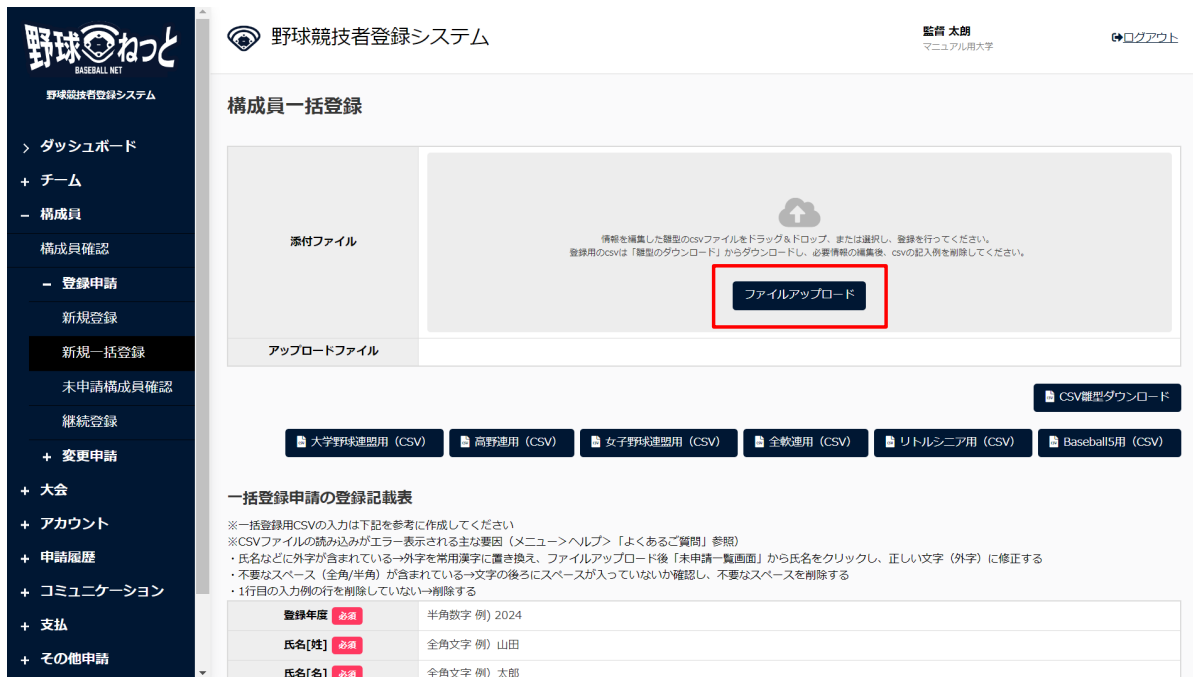 野球ねっと
BASEBALL NET
野球競技者登録システム
ダッシュボード
チーム
構成員
構成員確認
登録申請
新規登録
新規一括登録
未申請構成員確認
継続登録
変更申請
大会
アカウント
申請履歴
コミュニケーション
支払
その他申請
野球競技者登録システム
監督 太朗
マニュアル用大学
ログアウト
構成員一括登録
添付ファイル
情報を編集した雛型のcsvファイルをドラッグ＆ドロップ、または選択し、登録を行ってください。
登録用のcsvは「雛型のダウンロード」からダウンロードし、必要情報の編集後、csvの記入例を削除してください。
ファイルアップロード
アップロードファイル
CSV雛型ダウンロード
大学野球連盟用（CSV） 高野連用（CSV） 女子野球連盟用（CSV） 全軟連用（CSV） リトルシニア用（CSV） Baseball5用（CSV）
一括登録申請の登録記載表
※一括登録用CSVの入力は下記を参考に作成してください
※CSVファイルの読み込みがエラー表示される主な要因（メニュー＞ヘルプ＞「よくあるご質問」参照）
・氏名などに外字が含まれている→外字を常用漢字に置き換え、ファイルアップロード後「未申請一覧画面」から氏名をクリックし、正しい文字（外字）に修正する
・不要なスペース（全角/半角）が含まれている→文字の後ろにスペースが入っていないか確認し、不要なスペースを削除する
・1行目の入力例の行を削除していない→削除する
登録年度 必須 半角数字 例) 2024
氏名[姓] 必須 全角文字 例）山田
氏名[名] 必須 全角文字 例）太郎